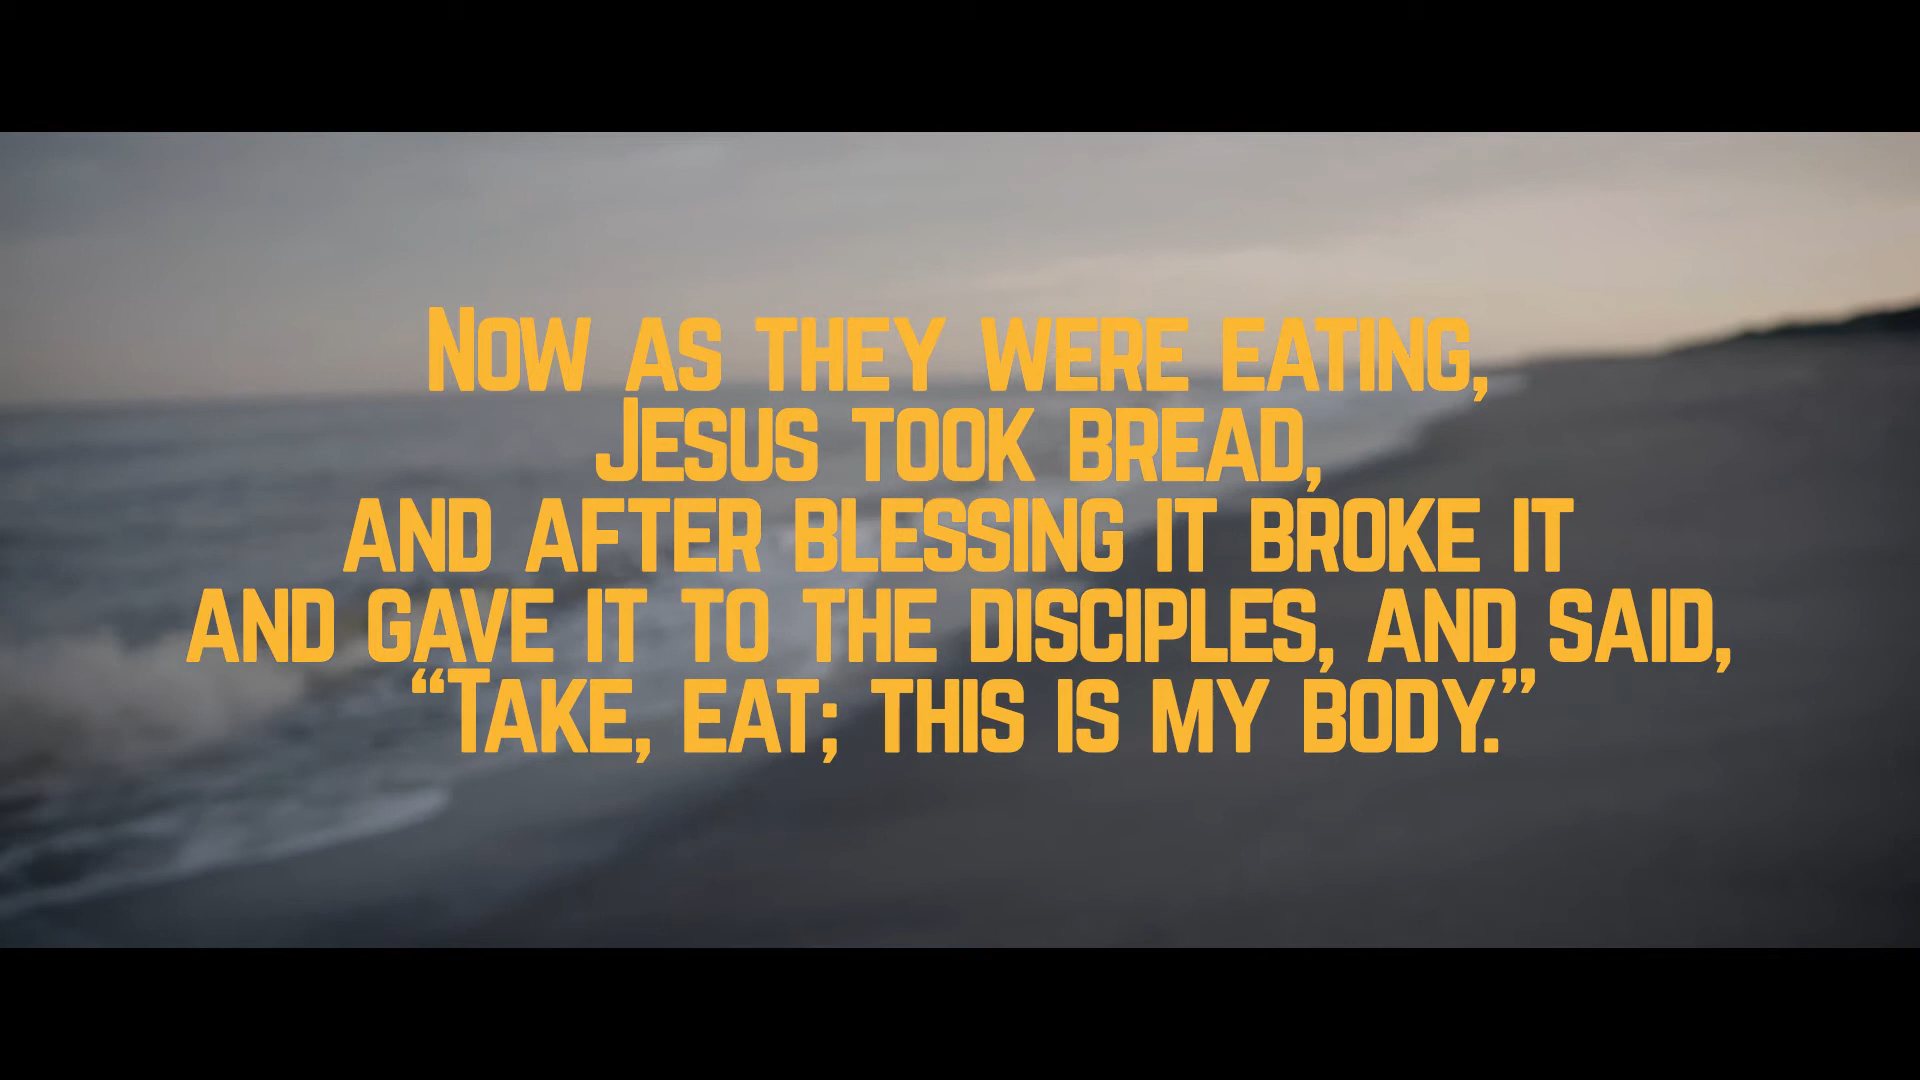 Now as they were eating,
Jesus took bread,
and after blessing it broke it
and gave it to the disciples, and said,
“Take, eat; this is my body.”